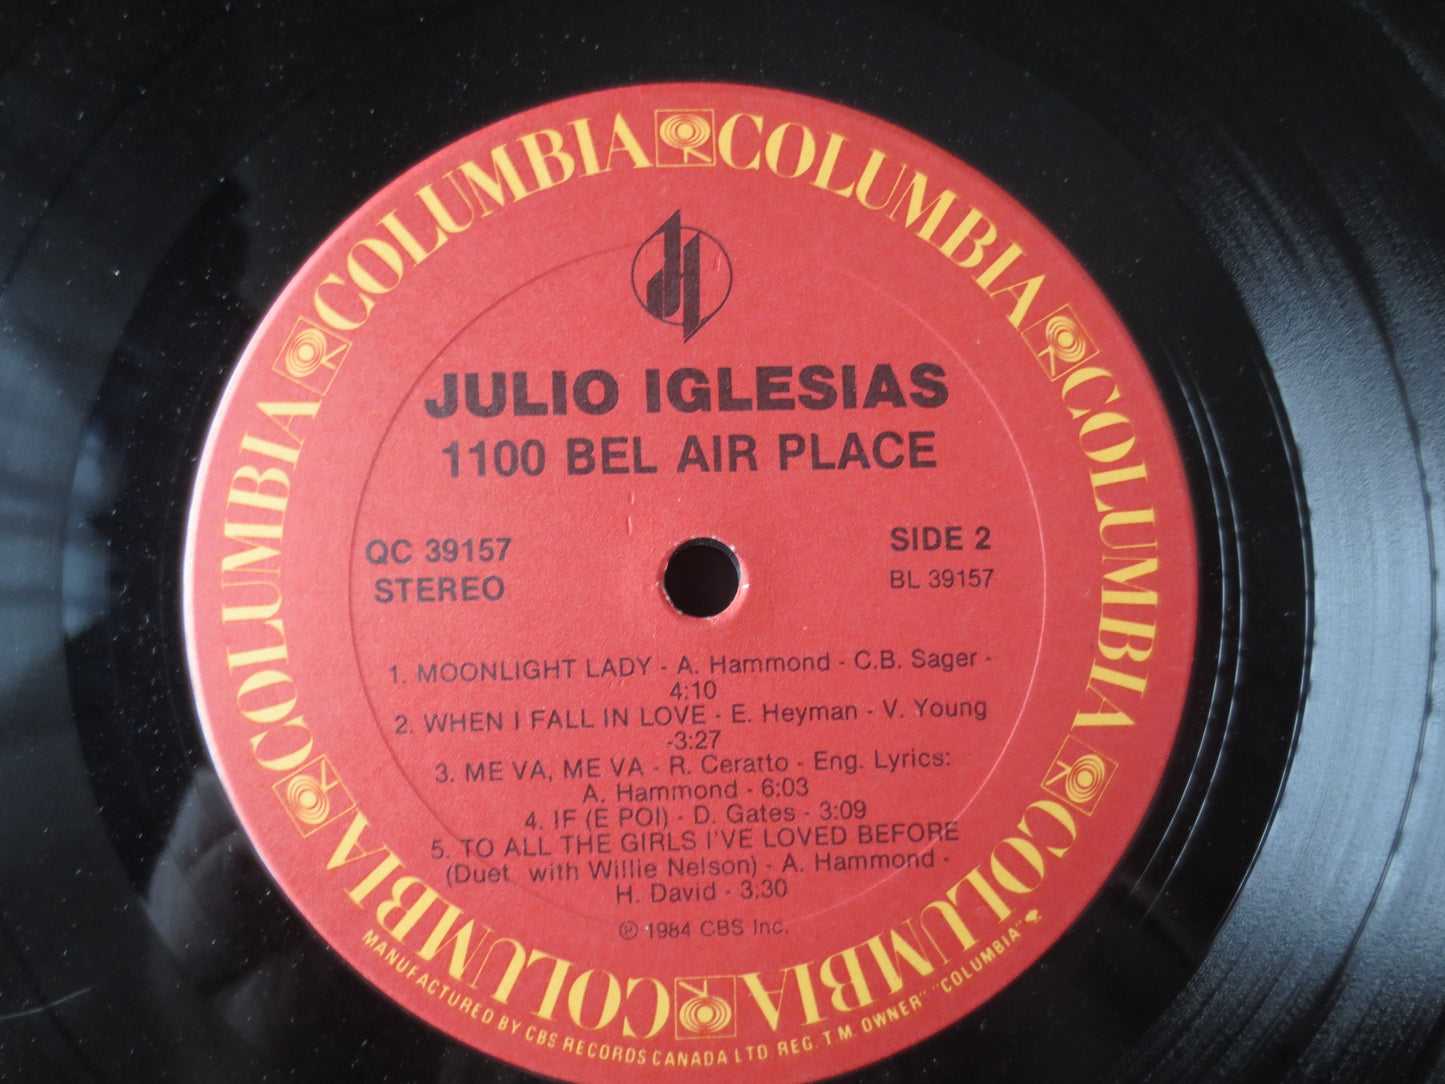 COLUMBIA COLUMBIA COLUMBIA COLUMBIA COLUMBIA COLUMBIA COLUMBIA COLUMBIA
JULIO IGLESIAS
1100 BEL AIR PLACE
QC 39157
STEREO
SIDE 2
BL 39157
1. MOONLIGHT LADY - A. Hammond - C.B. Sager -
4:10
2. WHEN I FALL IN LOVE - E. Heyman - V. Young
-3:27
3. ME VA, ME VA - R. Ceratto - Eng. Lyrics:
A. Hammond - 6:03
4. IF (E POI) - D. Gates - 3:09
5. TO ALL THE GIRLS I'VE LOVED BEFORE
(Duet with Willie Nelson) - A. Hammond -
H. David - 3:30
℗ 1984 CBS Inc.
MANUFACTURED BY CBS RECORDS CANADA LTD REG. T.M. OWNER" "COLUMBIA"